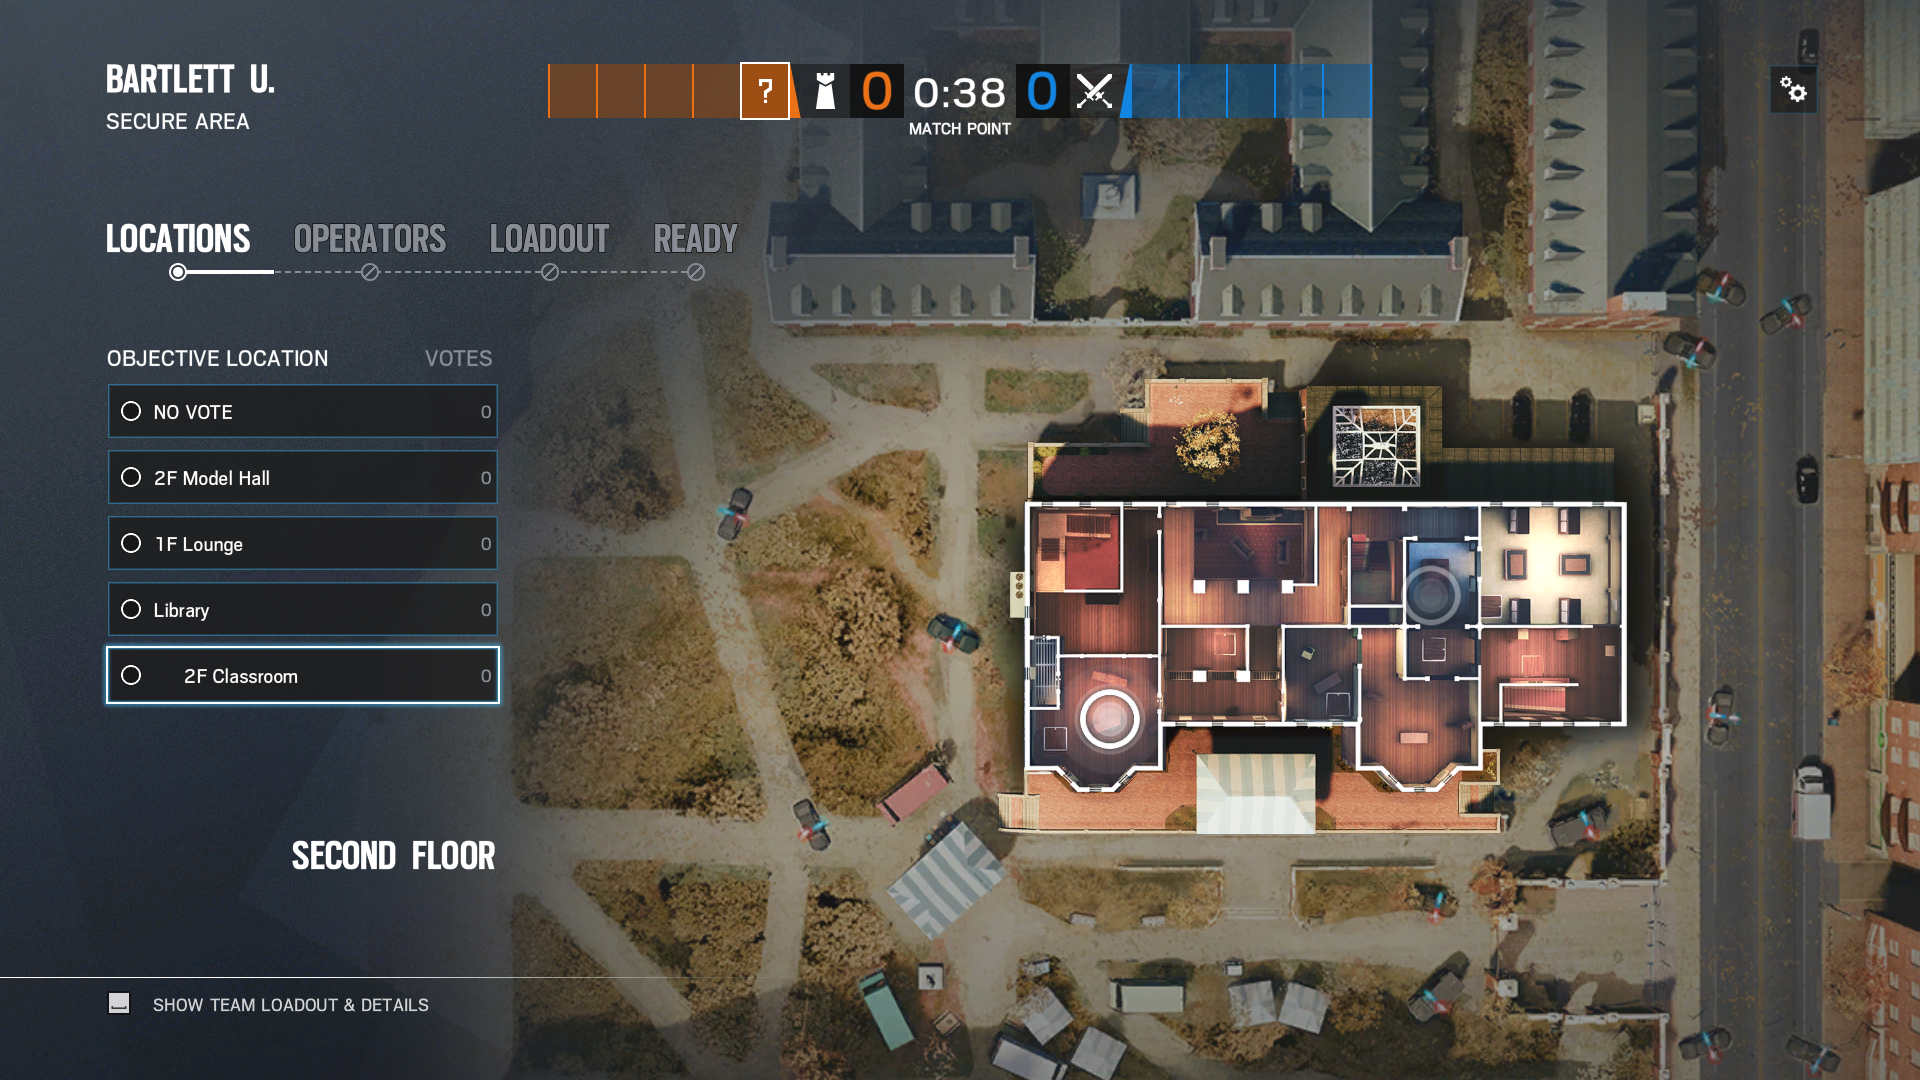 BARTLETT U.
SECURE AREA
?
0
0:38
0
MATCH POINT
LOCATIONS
OPERATORS
LOADOUT
READY
OBJECTIVE LOCATION
VOTES
NO VOTE
0
2F Model Hall
0
1F Lounge
0
Library
0
2F Classroom
0
SECOND FLOOR
SHOW TEAM LOADOUT & DETAILS